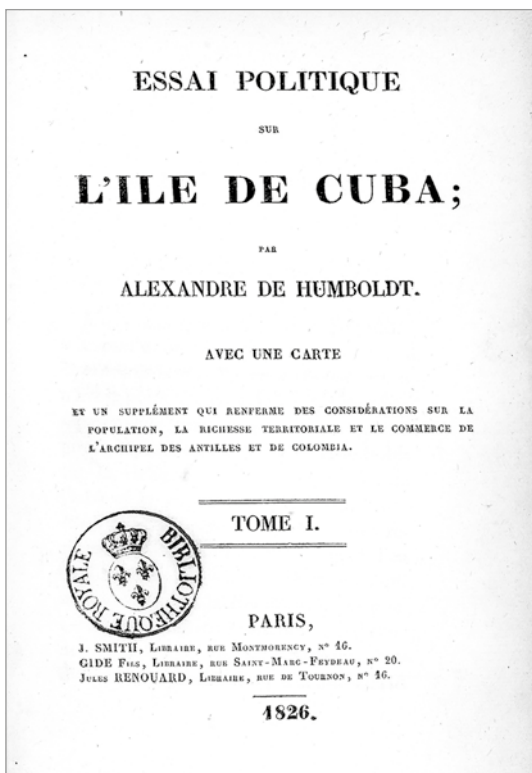 ESSAI POLITIQUE
SUR
L'ILE DE CUBA;
PAR
ALEXANDRE DE HUMBOLDT.
AVEC UNE CARTE
ET UN SUPPLÉMENT QUI RENFERME DES CONSIDÉRATIONS SUR LA
POPULATION, LA RICHESSE TERRITORIALE ET LE COMMERCE DE
L'ARCHIPEL DES ANTILLES ET DE COLOMBIA.
TOME I.
BIBLIOTHEQUE ROYALE
PARIS,
J. SMITH, LIBRAIRE, RUE MONTMORENCY, N° 16.
GIDE FILS, LIBRAIRE, RUE SAINT-MARC-FEYDEAU, N° 20.
JULES RENOUARD, LIBRAIRE, RUE DE TOURNON, N° 16.
1826.